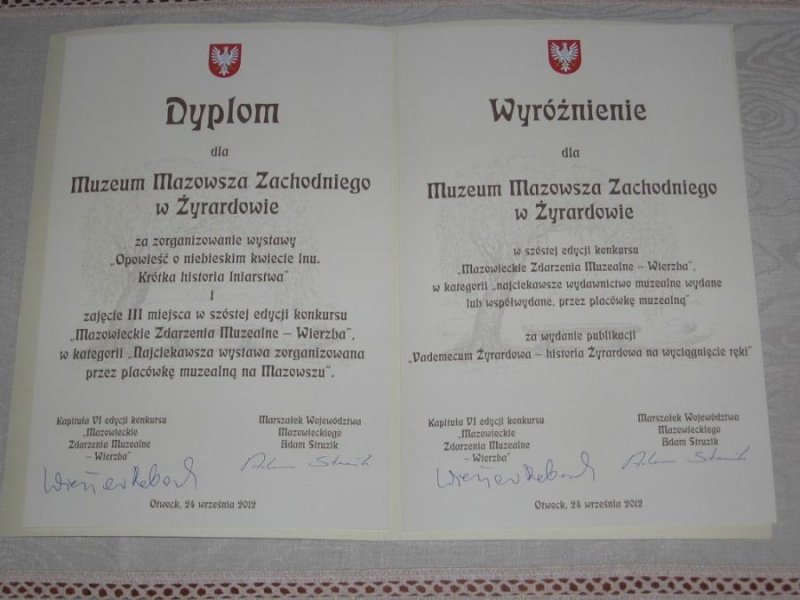 Dyplom
dla
Muzeum Mazowsza Zachodniego
w Żyrardowie
za zorganizowanie wystawy
„Opowieść o niebieskim kwiecie lnu.
Krótka historia lniarstwa"
i
zajęcie III miejsca w szóstej edycji konkursu
„Mazowieckie Zdarzenia Muzealne – Wierzba",
w kategorii „Najciekawsza wystawa zorganizowana
przez placówkę muzealną na Mazowszu".
Kapituła VI edycji konkursu
„Mazowieckie
Zdarzenia Muzealne
– Wierzba"
Marszałek Województwa
Mazowieckiego
Adam Struzik
Otwock, 24 września 2012
Wyróżnienie
dla
Muzeum Mazowsza Zachodniego
w Żyrardowie
w szóstej edycji konkursu
„Mazowieckie Zdarzenia Muzealne – Wierzba",
w kategorii „najciekawsze wydawnictwo muzealne wydane
lub współwydane, przez placówkę muzealną"
za wydanie publikacji
„Vademecum Żyrardowa – historia Żyrardowa na wyciągnięcie ręki"
Kapituła VI edycji konkursu
„Mazowieckie
Zdarzenia Muzealne
– Wierzba"
Marszałek Województwa
Mazowieckiego
Adam Struzik
Otwock, 24 września 2012